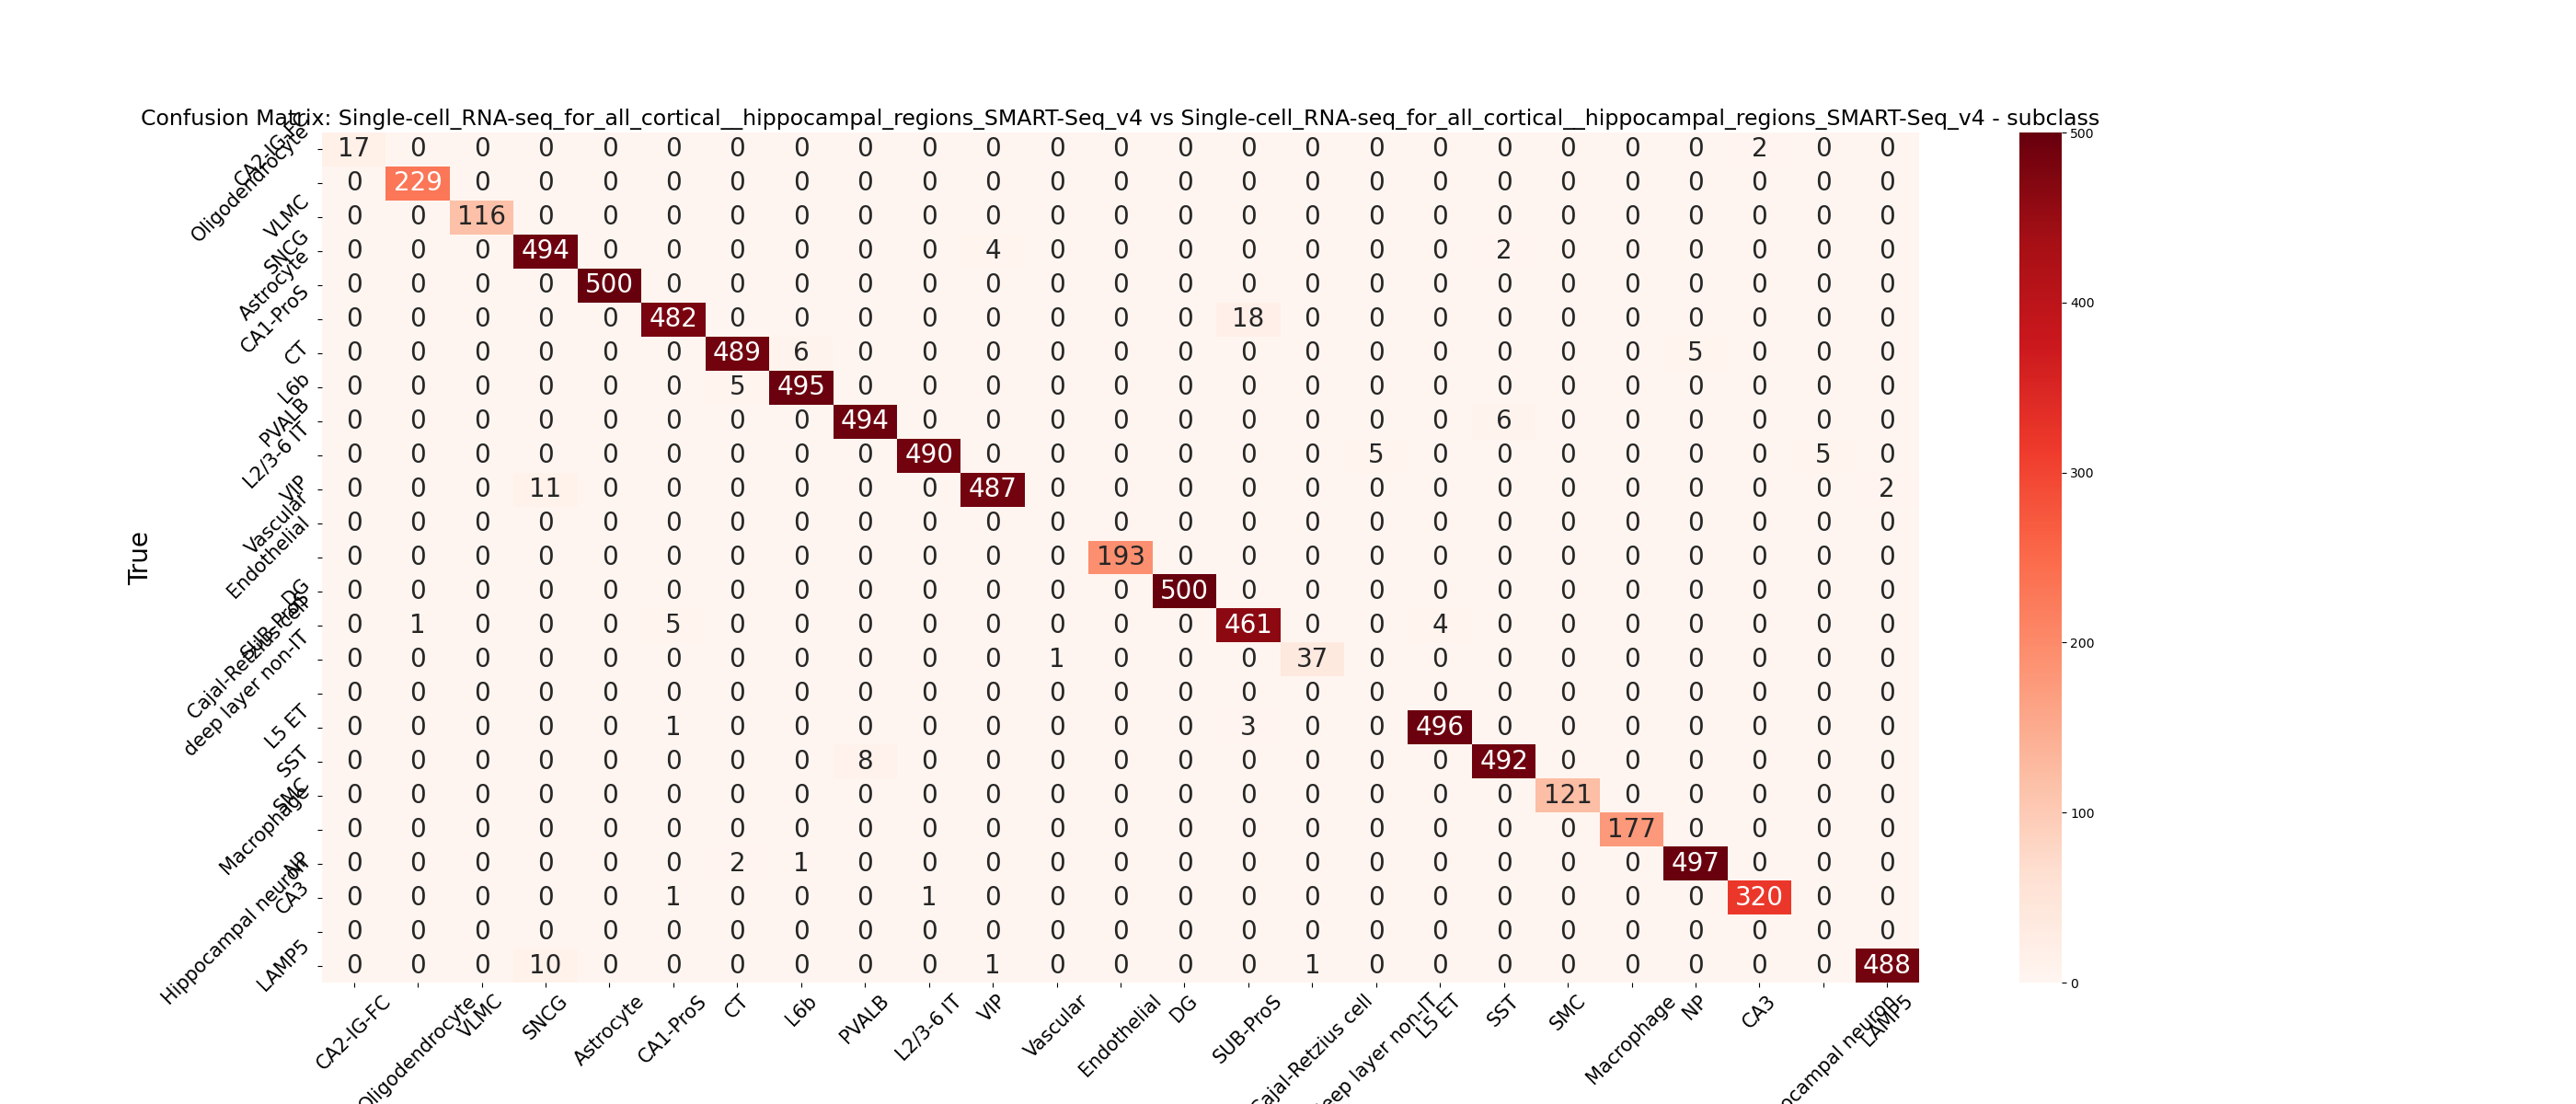 Confusion Matrix: Single-cell_RNA-seq_for_all_cortical__hippocampal_regions_SMART-Seq_v4 vs Single-cell_RNA-seq_for_all_cortical__hippocampal_regions_SMART-Seq_v4 - subclass
CA2-IG-FC 17 0 0 0 0 0 0 0 0 0 0 0 0 0 0 0 0 0 0 0 0 0 2 0 0
Oligodendrocyte 0 229 0 0 0 0 0 0 0 0 0 0 0 0 0 0 0 0 0 0 0 0 0 0 0
VLMC 0 0 116 0 0 0 0 0 0 0 0 0 0 0 0 0 0 0 0 0 0 0 0 0 0
SNCG 0 0 0 494 0 0 0 0 0 0 4 0 0 0 0 0 0 0 2 0 0 0 0 0 0
Astrocyte 0 0 0 0 500 0 0 0 0 0 0 0 0 0 0 0 0 0 0 0 0 0 0 0 0
CA1-ProS 0 0 0 0 0 482 0 0 0 0 0 0 0 0 18 0 0 0 0 0 0 0 0 0 0
CT 0 0 0 0 0 0 489 6 0 0 0 0 0 0 0 0 0 0 0 0 0 5 0 0 0
L6b 0 0 0 0 0 0 5 495 0 0 0 0 0 0 0 0 0 0 0 0 0 0 0 0 0
PVALB 0 0 0 0 0 0 0 0 494 0 0 0 0 0 0 0 0 0 6 0 0 0 0 0 0
L2/3-6 IT 0 0 0 0 0 0 0 0 0 490 0 0 0 0 0 0 5 0 0 0 0 0 0 5 0
VIP 0 0 0 11 0 0 0 0 0 0 487 0 0 0 0 0 0 0 0 0 0 0 0 0 2
Vascular 0 0 0 0 0 0 0 0 0 0 0 0 0 0 0 0 0 0 0 0 0 0 0 0 0
Endothelial 0 0 0 0 0 0 0 0 0 0 0 0 193 0 0 0 0 0 0 0 0 0 0 0 0
DG 0 0 0 0 0 0 0 0 0 0 0 0 0 500 0 0 0 0 0 0 0 0 0 0 0
SUB-ProS 0 1 0 0 0 5 0 0 0 0 0 0 0 0 461 0 0 4 0 0 0 0 0 0 0
Cajal-Retzius cell 0 0 0 0 0 0 0 0 0 0 0 1 0 0 0 37 0 0 0 0 0 0 0 0 0
deep layer non-IT 0 0 0 0 0 0 0 0 0 0 0 0 0 0 0 0 0 0 0 0 0 0 0 0 0
L5 ET 0 0 0 0 0 1 0 0 0 0 0 0 0 0 3 0 0 496 0 0 0 0 0 0 0
SST 0 0 0 0 0 0 0 0 8 0 0 0 0 0 0 0 0 0 492 0 0 0 0 0 0
SMC 0 0 0 0 0 0 0 0 0 0 0 0 0 0 0 0 0 0 0 121 0 0 0 0 0
Macrophage 0 0 0 0 0 0 0 0 0 0 0 0 0 0 0 0 0 0 0 0 177 0 0 0 0
NP 0 0 0 0 0 0 2 1 0 0 0 0 0 0 0 0 0 0 0 0 0 497 0 0 0
CA3 0 0 0 0 0 1 0 0 0 1 0 0 0 0 0 0 0 0 0 0 0 0 320 0 0
Hippocampal neuron 0 0 0 0 0 0 0 0 0 0 0 0 0 0 0 0 0 0 0 0 0 0 0 0 0
LAMP5 0 0 0 10 0 0 0 0 0 0 1 0 0 0 0 1 0 0 0 0 0 0 0 0 488
True
CA2-IG-FC Oligodendrocyte VLMC SNCG Astrocyte CA1-ProS CT L6b PVALB L2/3-6 IT VIP Vascular Endothelial DG SUB-ProS Cajal-Retzius cell deep layer non-IT L5 ET SST SMC Macrophage NP CA3 ocampal neuron LAMP5
500
400
300
200
100
0